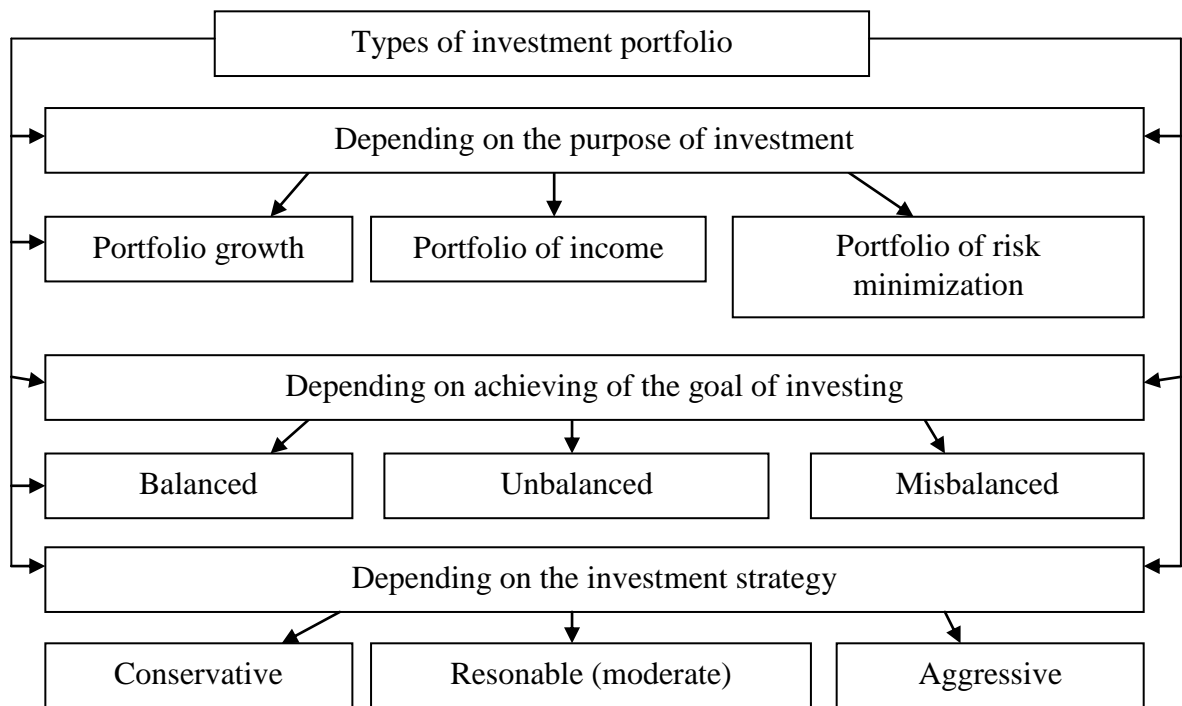 Types of investment portfolio
Depending on the purpose of investment
Portfolio growth
Portfolio of income
Portfolio of risk
minimization
Depending on achieving of the goal of investing
Balanced
Unbalanced
Misbalanced
Depending on the investment strategy
Conservative
Resonable (moderate)
Aggressive